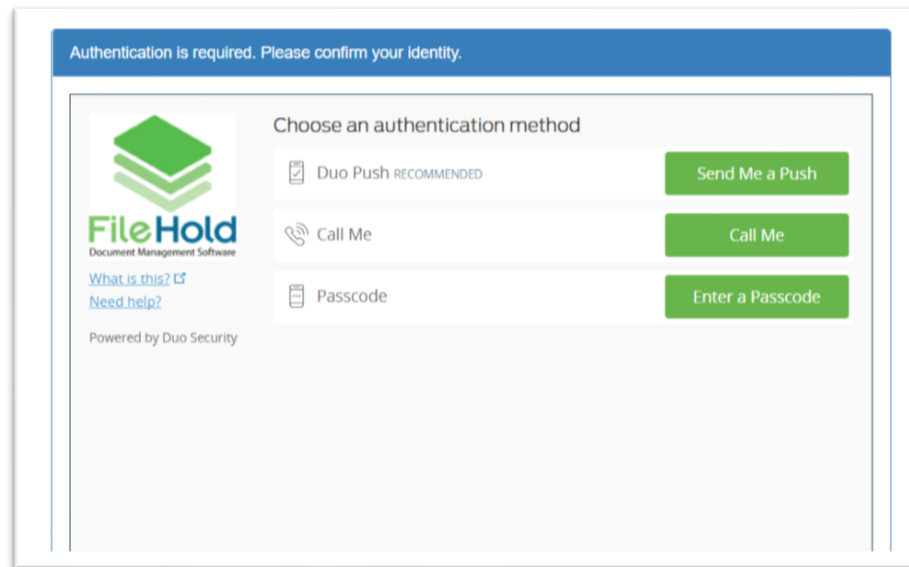 Authentication is required. Please confirm your identity.
FileHold
Document Management Software
What is this?
Need help?
Powered by Duo Security
Choose an authentication method
Duo Push RECOMMENDED
Send Me a Push
Call Me
Call Me
Passcode
Enter a Passcode